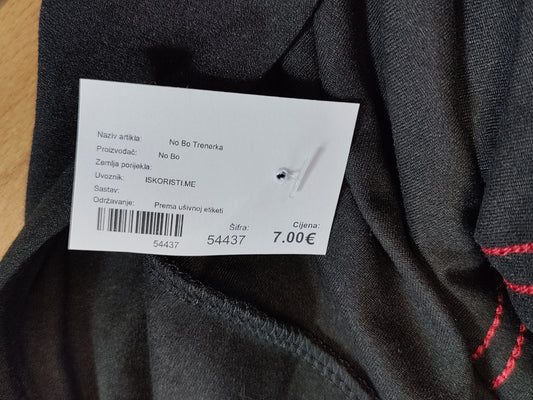 Naziv artikla: No Bo Trenerka
Proizvođač: No Bo
Zemlja porijekla:
Uvoznik: ISKORISTI.ME
Sastav:
Održavanje: Prema ušivnoj etiketi
54437
Šifra:
54437
Cijena:
7.00€